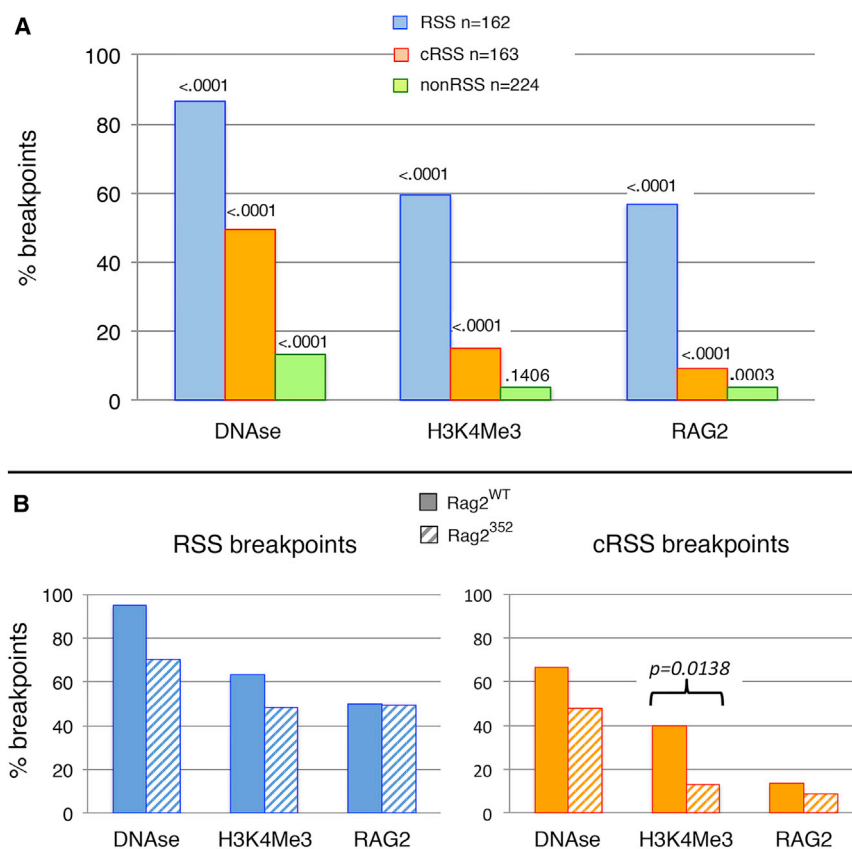 A
RSS n=162
cRSS n=163
nonRSS n=224
% breakpoints
100
80
60
40
20
0
<.0001
<.0001
<.0001
<.0001
<.0001
.1406
<.0001
<.0001
.0003
DNAse
H3K4Me3
RAG2
B
Rag2WT
Rag2352
RSS breakpoints
cRSS breakpoints
% breakpoints
100
80
60
40
20
0
DNAse
H3K4Me3
RAG2
100
80
60
40
20
0
p=0.0138
DNAse
H3K4Me3
RAG2